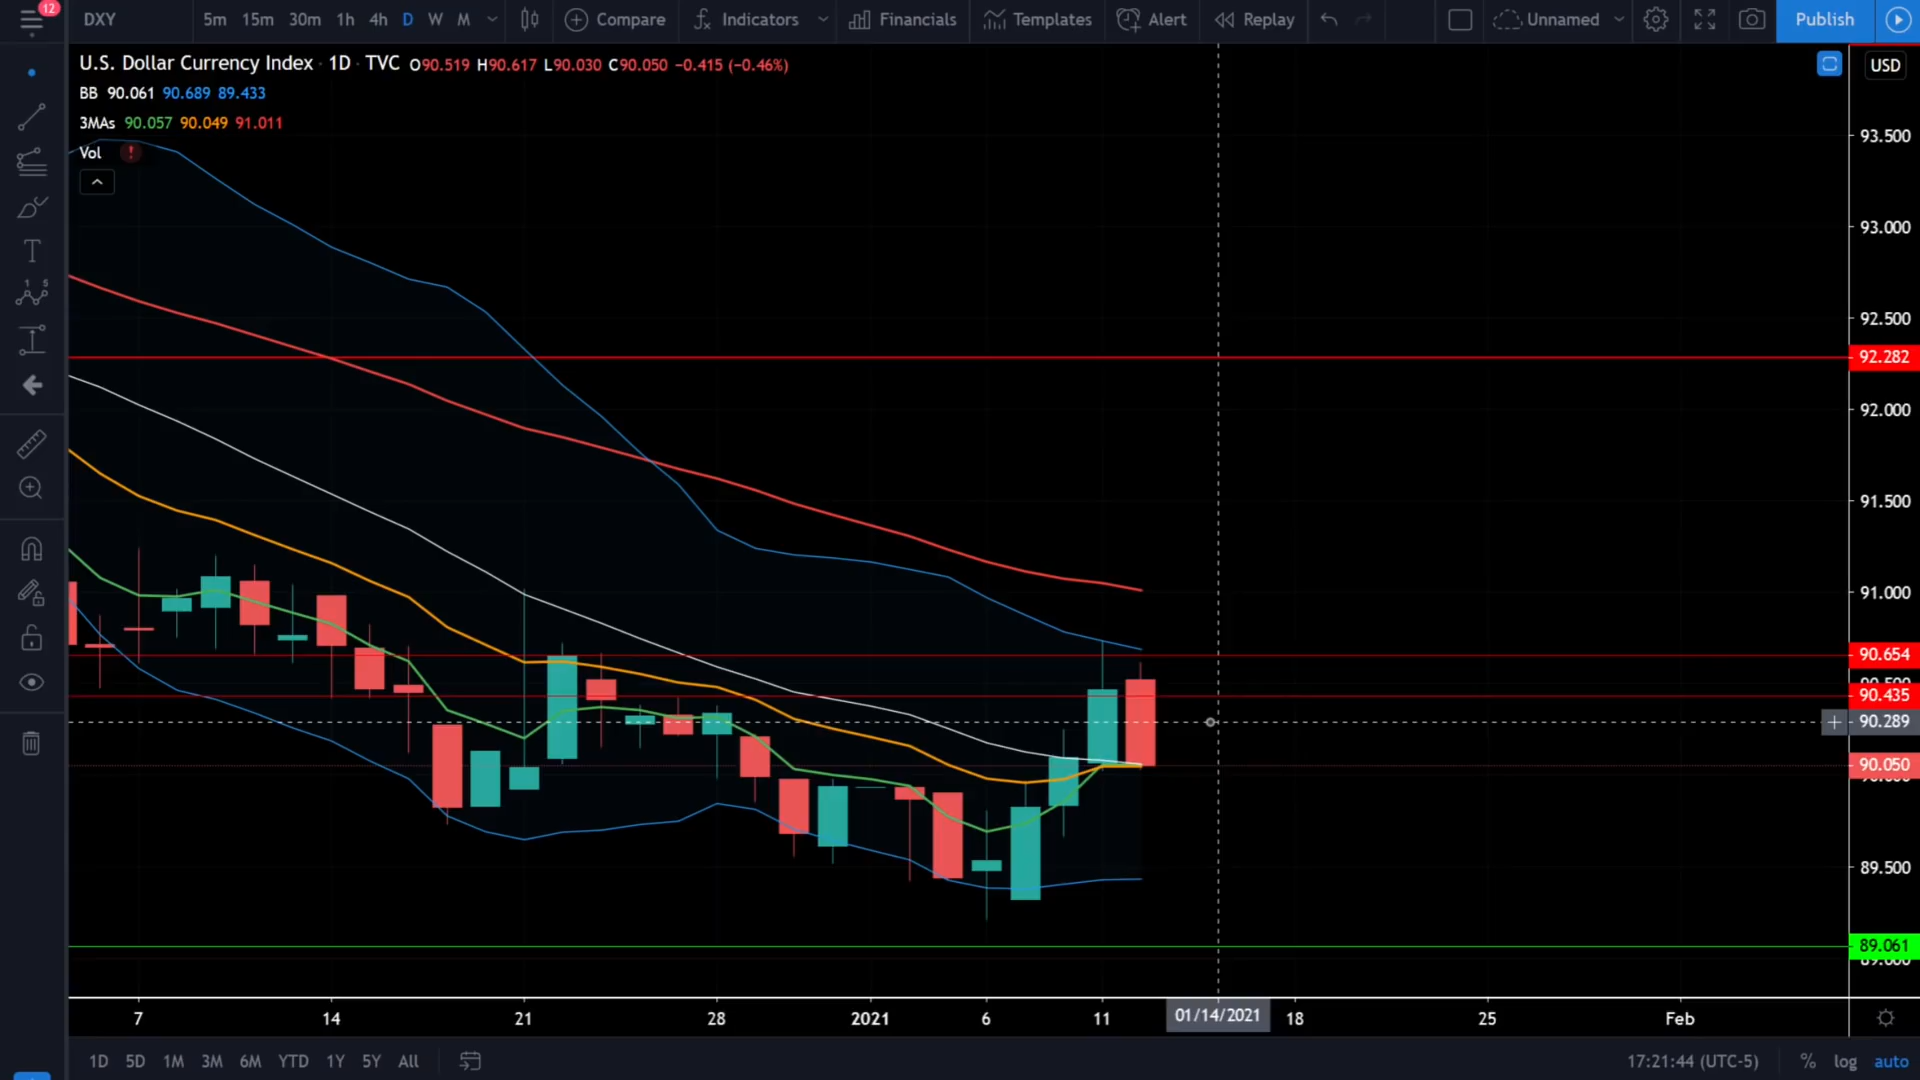 12
DXY 5m 15m 30m 1h 4h D W M Compare Indicators Financials Templates Alert Replay Unnamed Publish
U.S. Dollar Currency Index · 1D · TVC O90.519 H90.617 L90.030 C90.050 −0.415 (−0.46%)
USD
BB 90.061 90.689 89.433
3MAs 90.057 90.049 91.011
Vol !
93.500
93.000
92.500
92.282
92.000
91.500
91.000
90.654
90.435
90.289
90.050
89.500
89.061
7 14 21 28 2021 6 11 01/14/2021 18 25 Feb
1D 5D 1M 3M 6M YTD 1Y 5Y All 17:21:44 (UTC-5) % log auto